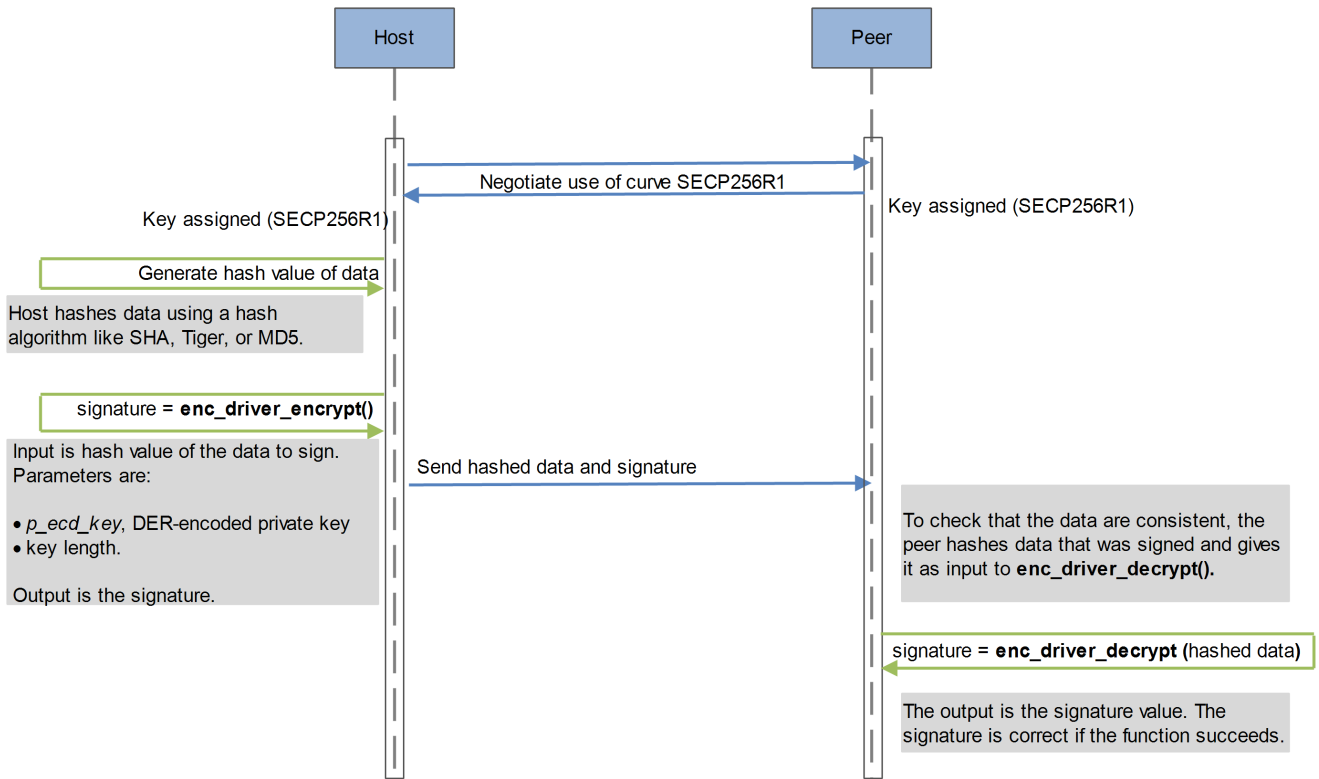 Host
Peer
Negotiate use of curve SECP256R1
Key assigned (SECP256R1)
Key assigned (SECP256R1)
Generate hash value of data
Host hashes data using a hash
algorithm like SHA, Tiger, or MD5.
signature = enc_driver_encrypt()
Input is hash value of the data to sign.
Parameters are:
• p_ecd_key, DER-encoded private key
• key length.
Output is the signature.
Send hashed data and signature
To check that the data are consistent, the
peer hashes data that was signed and gives
it as input to enc_driver_decrypt().
signature = enc_driver_decrypt (hashed data)
The output is the signature value. The
signature is correct if the function succeeds.